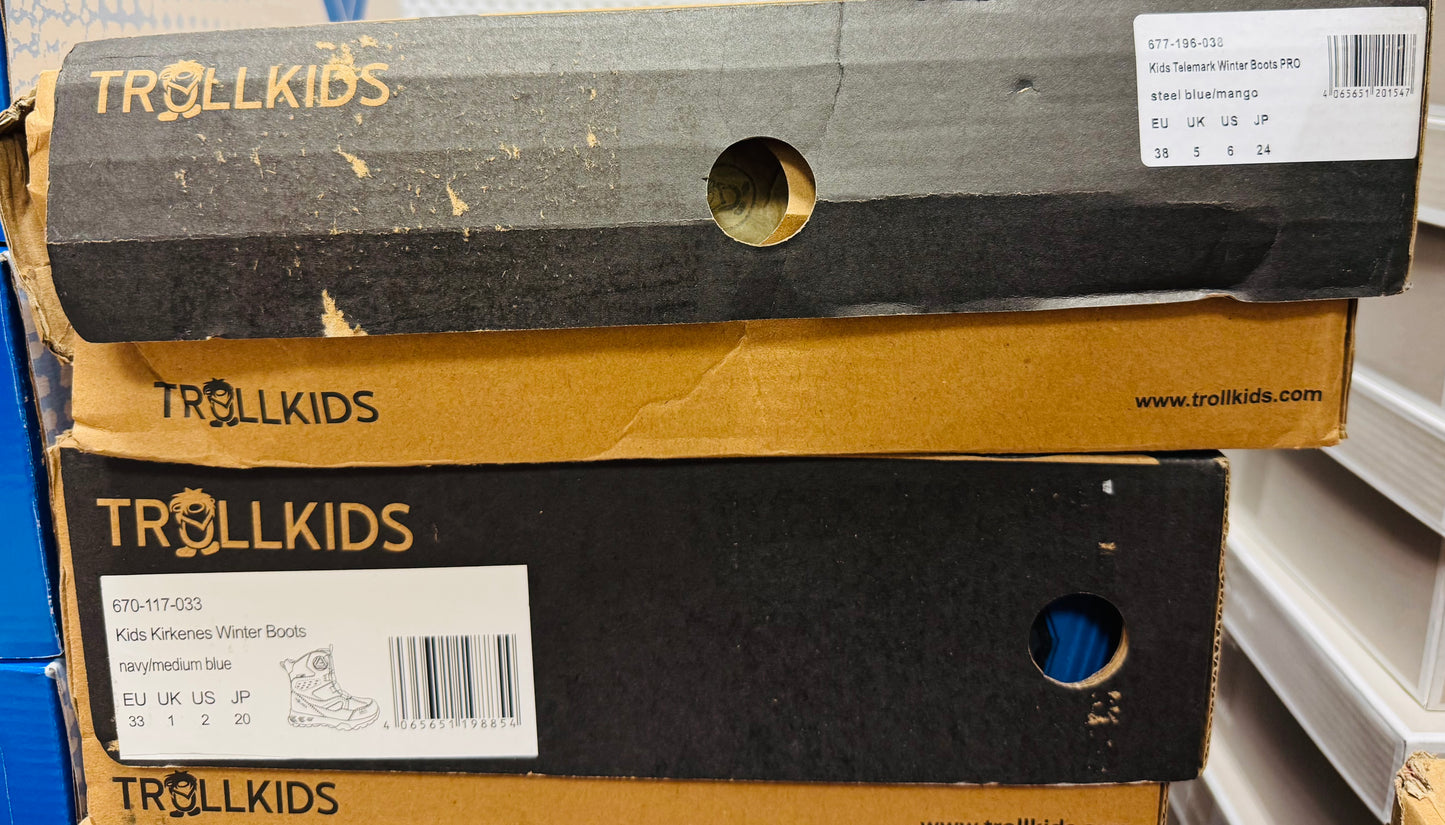 TROLLKIDS
677-196-038
Kids Telemark Winter Boots PRO
steel blue/mango
EU UK US JP
38 5 6 24
4 065651 201547
TROLLKIDS
www.trollkids.com
TROLLKIDS
670-117-033
Kids Kirkenes Winter Boots
navy/medium blue
EU UK US JP
33 1 2 20
4 065651 198854
TROLLKIDS